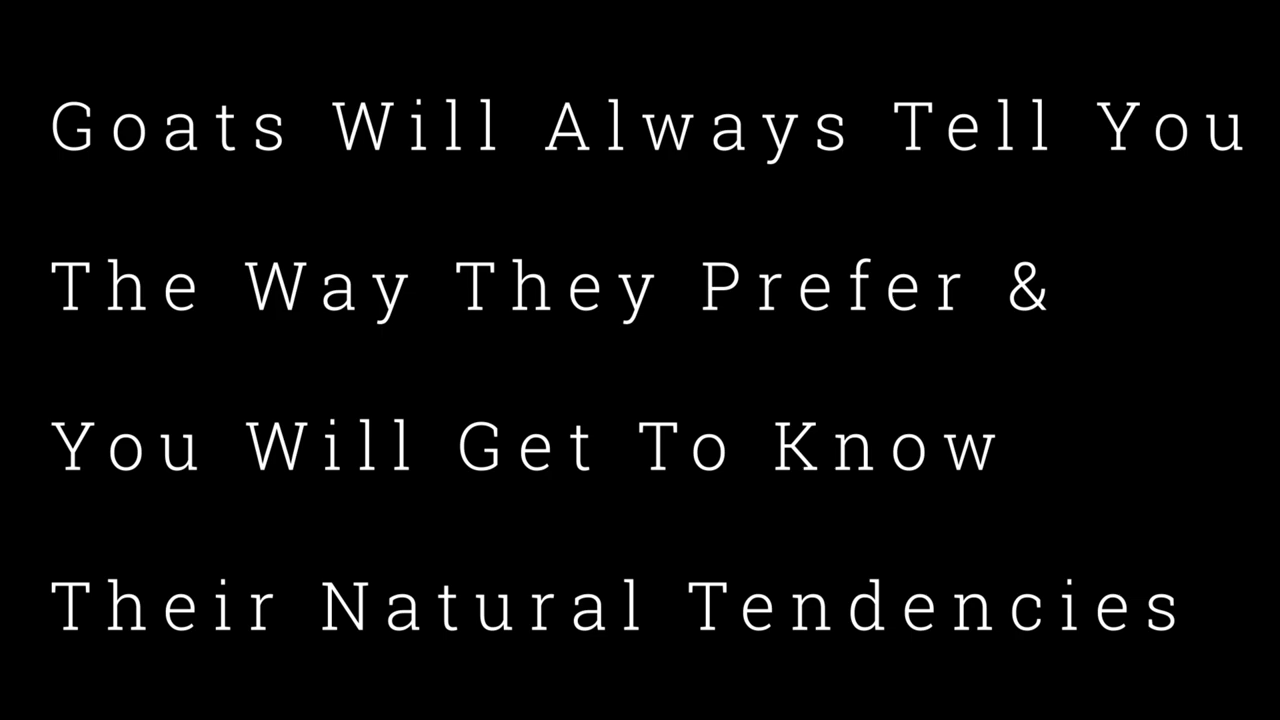 Goats Will Always Tell You
The Way They Prefer &
You Will Get To Know
Their Natural Tendencies